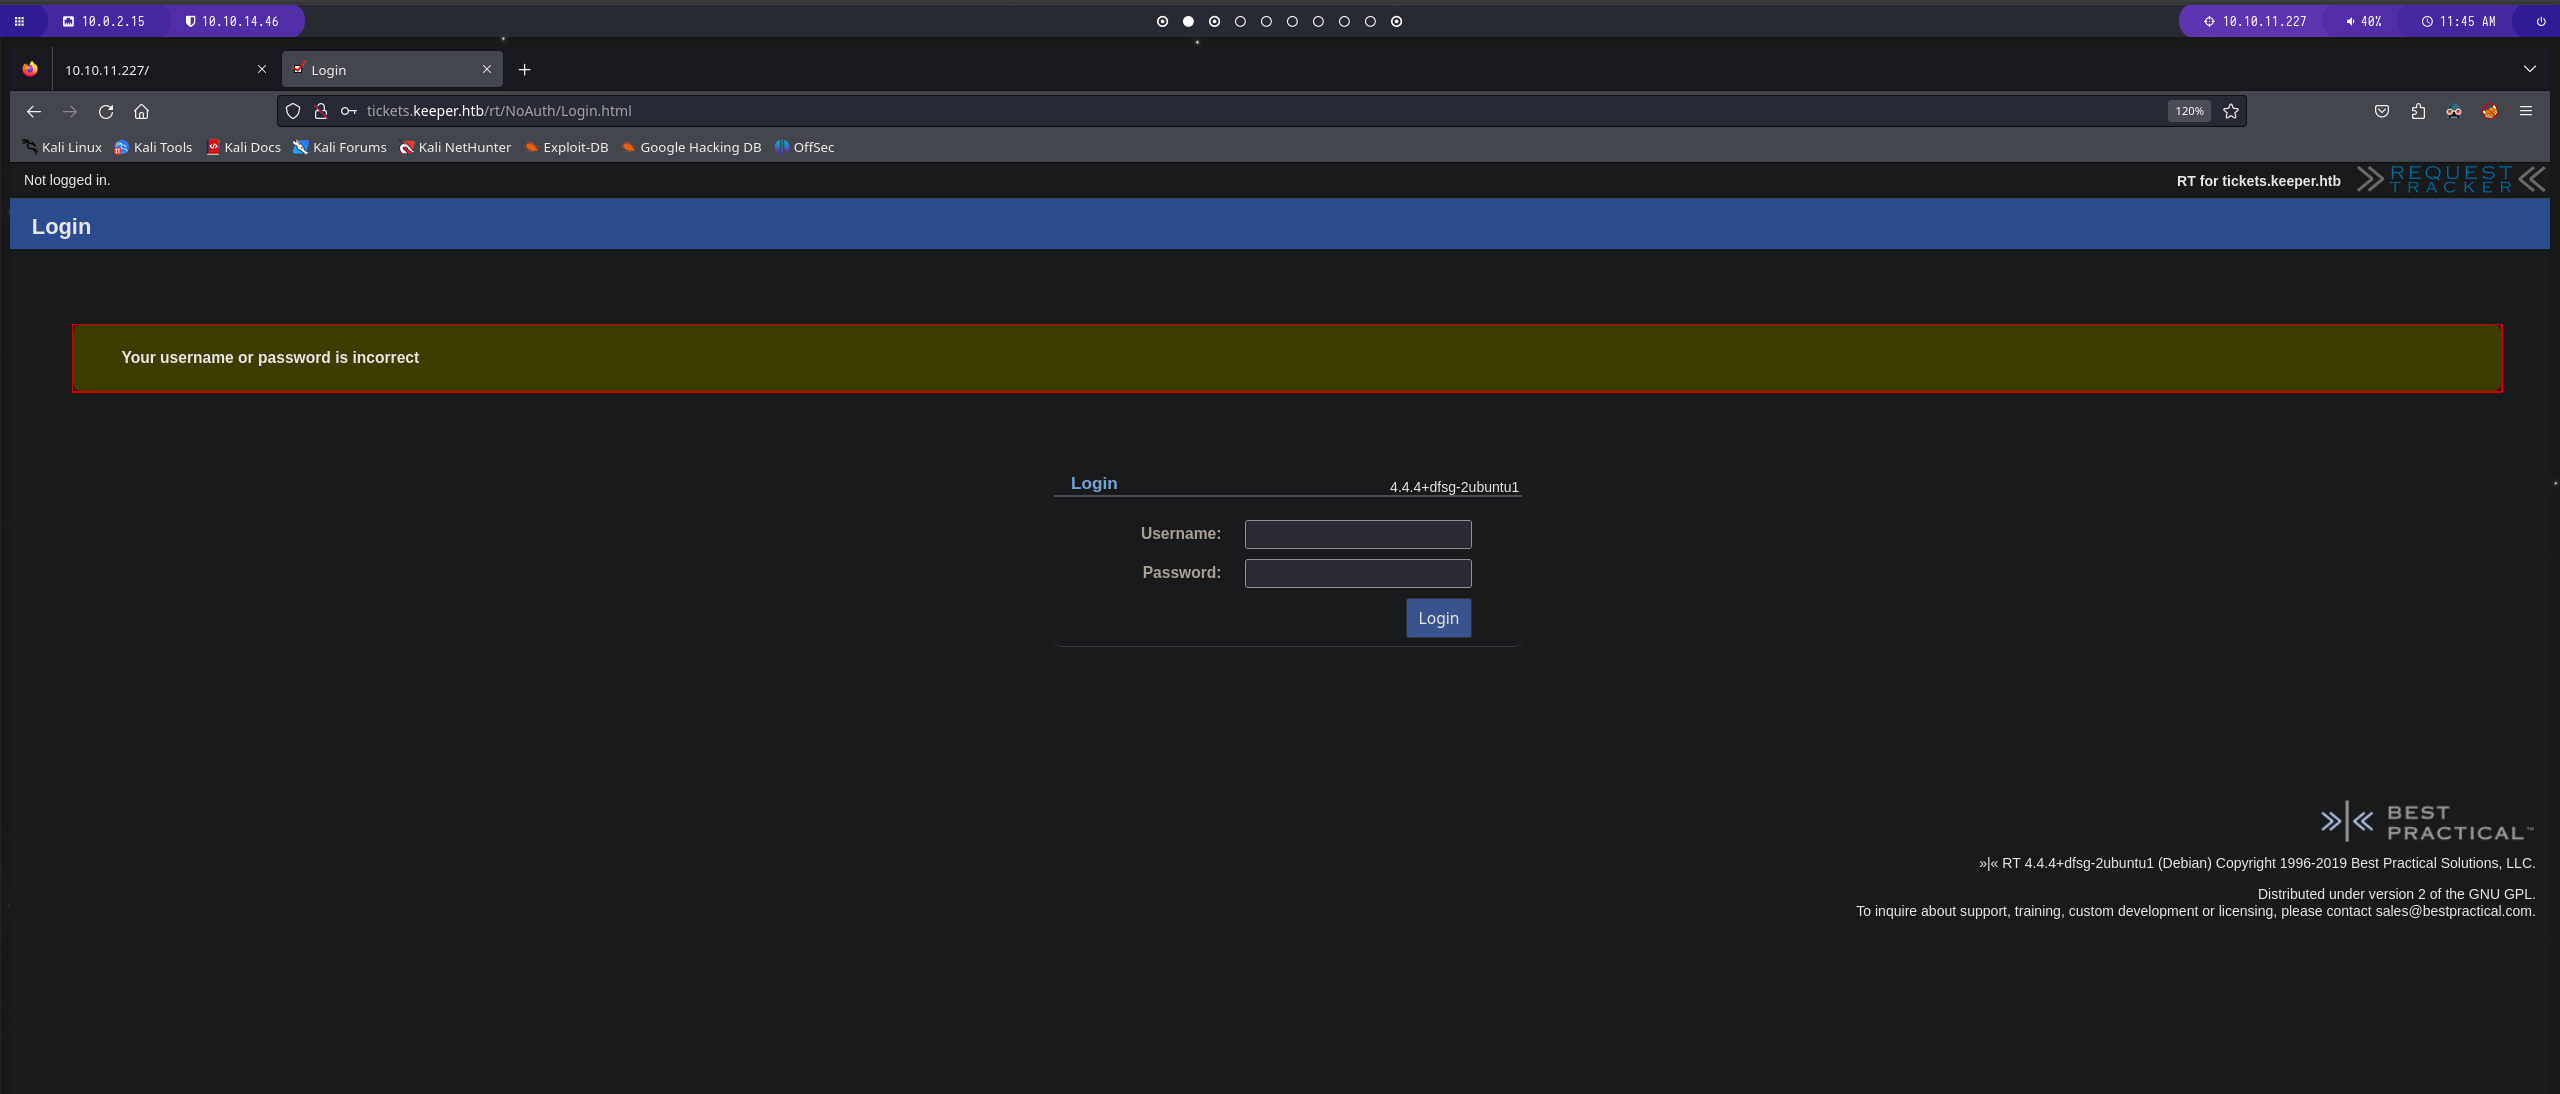 10.0.2.15 10.10.14.46 10.10.11.227 40% 11:45 AM
10.10.11.227/ Login
tickets.keeper.htb/rt/NoAuth/Login.html 120%
Kali Linux Kali Tools Kali Docs Kali Forums Kali NetHunter Exploit-DB Google Hacking DB OffSec
Not logged in. RT for tickets.keeper.htb REQUEST TRACKER
Login
Your username or password is incorrect
Login 4.4.4+dfsg-2ubuntu1
Username:
Password:
Login
BEST
PRACTICAL™
»|« RT 4.4.4+dfsg-2ubuntu1 (Debian) Copyright 1996-2019 Best Practical Solutions, LLC.
Distributed under version 2 of the GNU GPL.
To inquire about support, training, custom development or licensing, please contact sales@bestpractical.com.